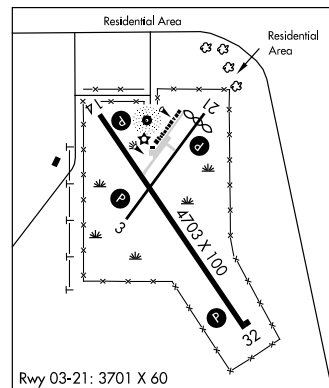 Residential Area
Residential
Area
14
21
P
P
P
3
4703 X 100
P
32
Rwy 03-21: 3701 X 60